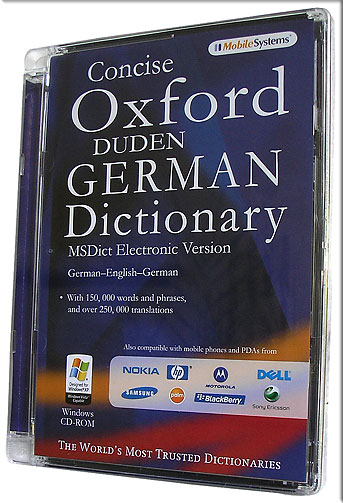 MobileSystems®
Concise
Oxford
DUDEN
GERMAN
Dictionary
MSDict Electronic Version
German–English–German
• With 150, 000 words and phrases,
and over 250, 000 translations
Also compatible with mobile phones and PDAs from
NOKIA hp MOTOROLA DELL
SAMSUNG palm BlackBerry Sony Ericsson
Designed for
Windows® XP
Windows Vista™
Capable
Windows
CD-ROM
THE WORLD'S MOST TRUSTED DICTIONARIES